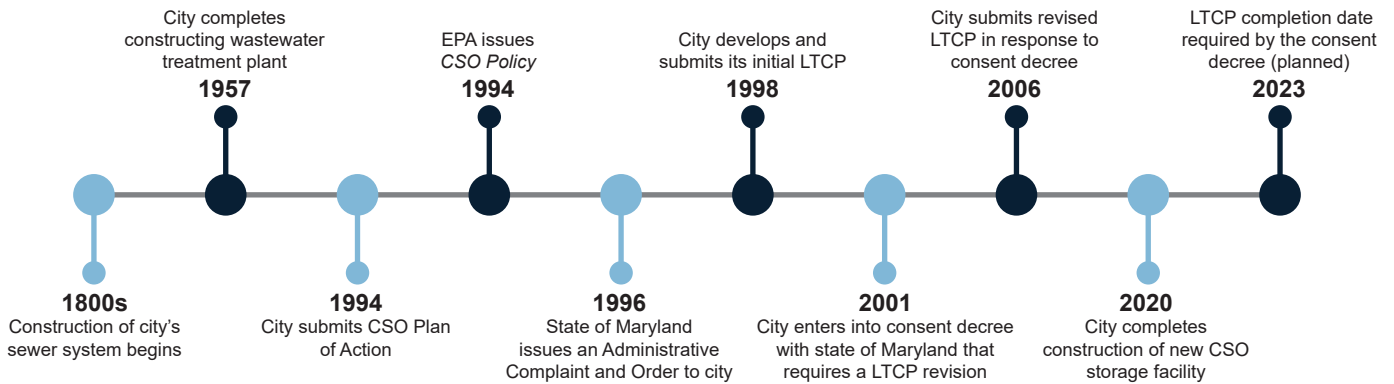 City completes
constructing wastewater
treatment plant
1957
EPA issues
CSO Policy
1994
City develops and
submits its initial LTCP
1998
City submits revised
LTCP in response to
consent decree
2006
LTCP completion date
required by the consent
decree (planned)
2023
1800s
Construction of city’s
sewer system begins
1994
City submits CSO Plan
of Action
1996
State of Maryland
issues an Administrative
Complaint and Order to city
2001
City enters into consent decree
with state of Maryland that
requires a LTCP revision
2020
City completes
construction of new CSO
storage facility